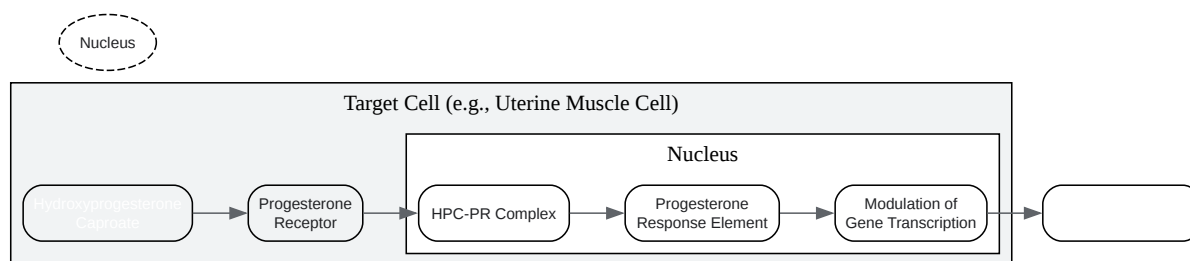 Nucleus
Target Cell (e.g., Uterine Muscle Cell)
Nucleus
Hydroxyprogesterone
Caproate
Progesterone
Receptor
HPC-PR Complex
Progesterone
Response Element
Modulation of
Gene Transcription